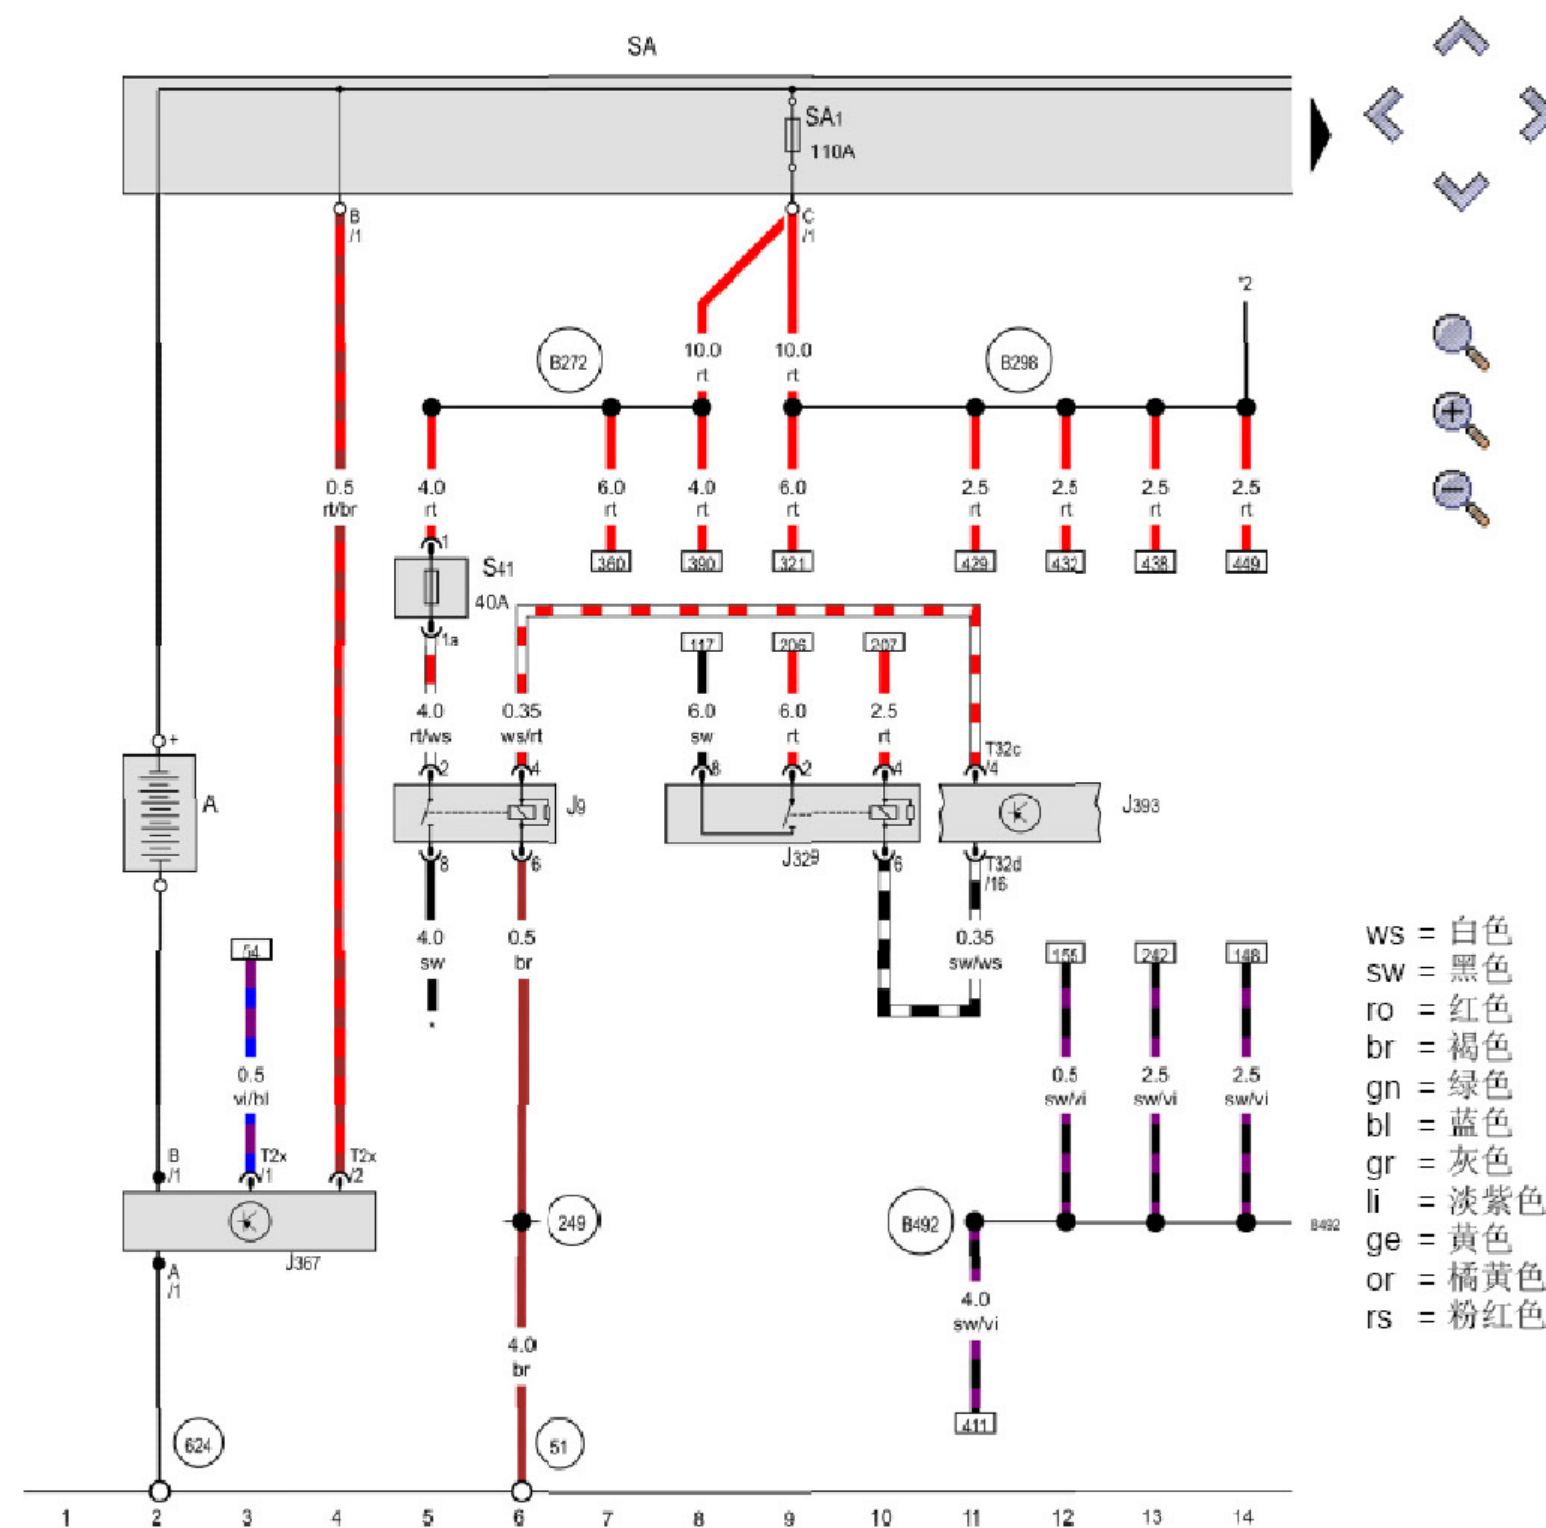 SA
SA1
110A
B
/1
C
/1
*2
B272
10.0
rt
10.0
rt
B298
0.5
rt/br
4.0
rt
6.0
rt
4.0
rt
6.0
rt
2.5
rt
2.5
rt
2.5
rt
2.5
rt
1
S41
40A
1a
360
390
321
429
432
438
449
117
206
207
4.0
rt/ws
0.35
ws/rt
6.0
sw
6.0
rt
2.5
rt
T32c
/4
+
2
4
8
2
4
A
J9
J329
J393
8
6
6
T32d
/16
4.0
sw
*
0.5
br
0.35
sw/ws
54
155
242
148
0.5
vi/bl
0.5
sw/vi
2.5
sw/vi
2.5
sw/vi
B
/1
T2x
/1
T2x
/2
J367
A
/1
249
B492
B492
4.0
sw/vi
4.0
br
411
624
51
1 2 3 4 5 6 7 8 9 10 11 12 13 14
ws = 白色
sw = 黑色
ro = 红色
br = 褐色
gn = 绿色
bl = 蓝色
gr = 灰色
li = 淡紫色
ge = 黄色
or = 橘黄色
rs = 粉红色